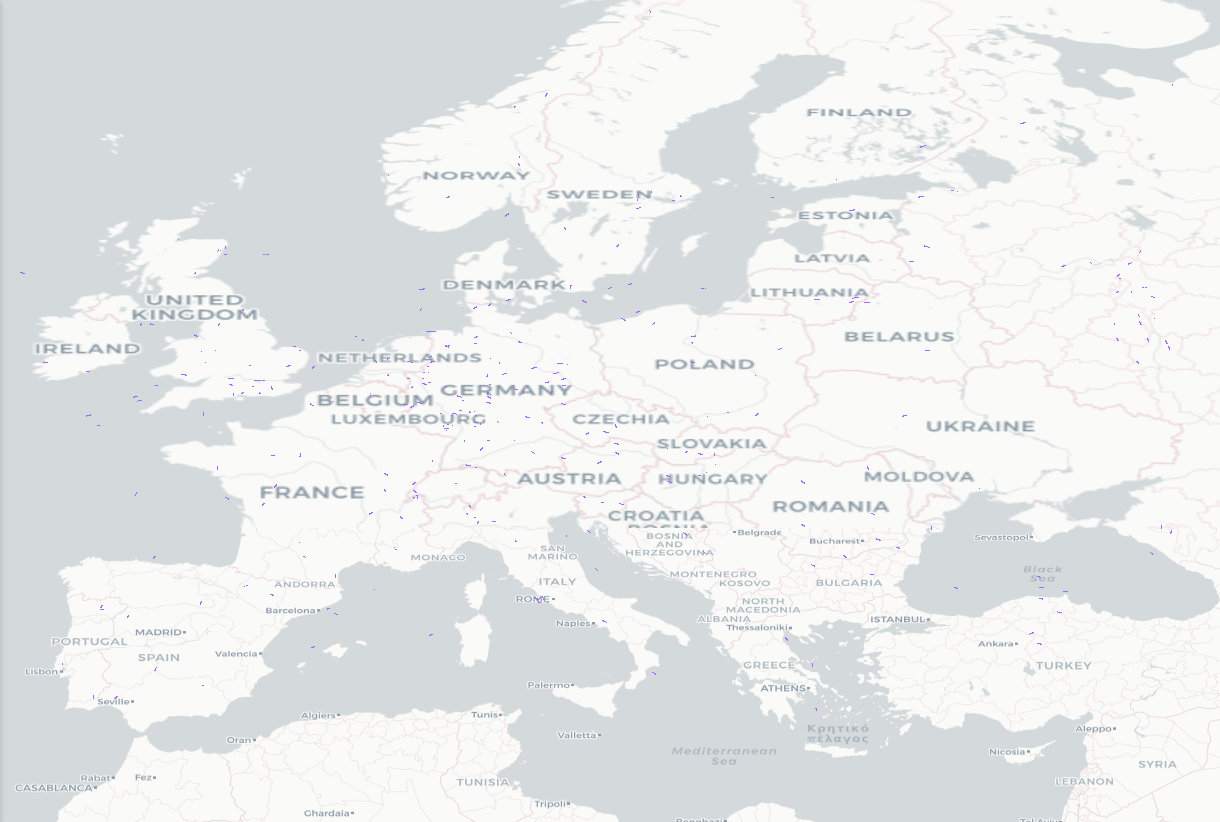 FINLAND
NORWAY
SWEDEN
ESTONIA
LATVIA
DENMARK
LITHUANIA
UNITED
KINGDOM
BELARUS
IRELAND
NETHERLANDS
POLAND
GERMANY
BELGIUM
LUXEMBOURG
CZECHIA
UKRAINE
SLOVAKIA
AUSTRIA
HUNGARY
MOLDOVA
FRANCE
ROMANIA
CROATIA
BOSNIA
Belgrade
BOSNIA
AND
HERZEGOVINA
Bucharest
Sevastopol
MONACO
SAN
MARINO
Black
Sea
MONTENEGRO
KOSOVO
BULGARIA
ANDORRA
ITALY
ROME
NORTH
MACEDONIA
Barcelona
ALBANIA
ISTANBUL
Naples
Thessaloniki
MADRID
PORTUGAL
Ankara
Valencia
SPAIN
GREECE
TURKEY
Lisbon
Palermo
ATHENS
Seville
Algiers
Tunis
Κρητικό
πέλαγος
Aleppo
Valletta
Oran
Mediterranean
Sea
Nicosia
SYRIA
Rabat
Fez
TUNISIA
LEBANON
CASABLANCA
Tripoli
Ghardaia